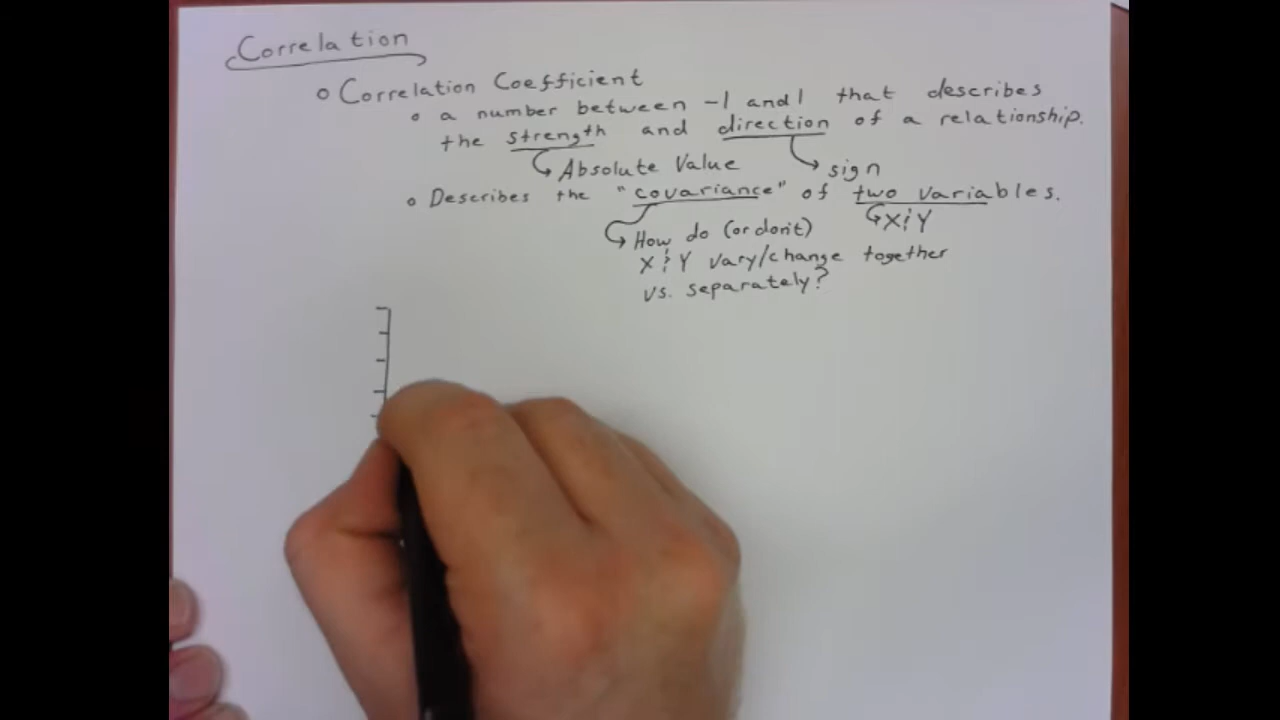 Correlation
Correlation Coefficient
a number between -1 and 1 that describes
the strength and direction of a relationship.
Absolute Value
sign
Describes the "covariance" of two variables.
X & Y
How do (or don't)
X & Y vary/change together
vs. separately?